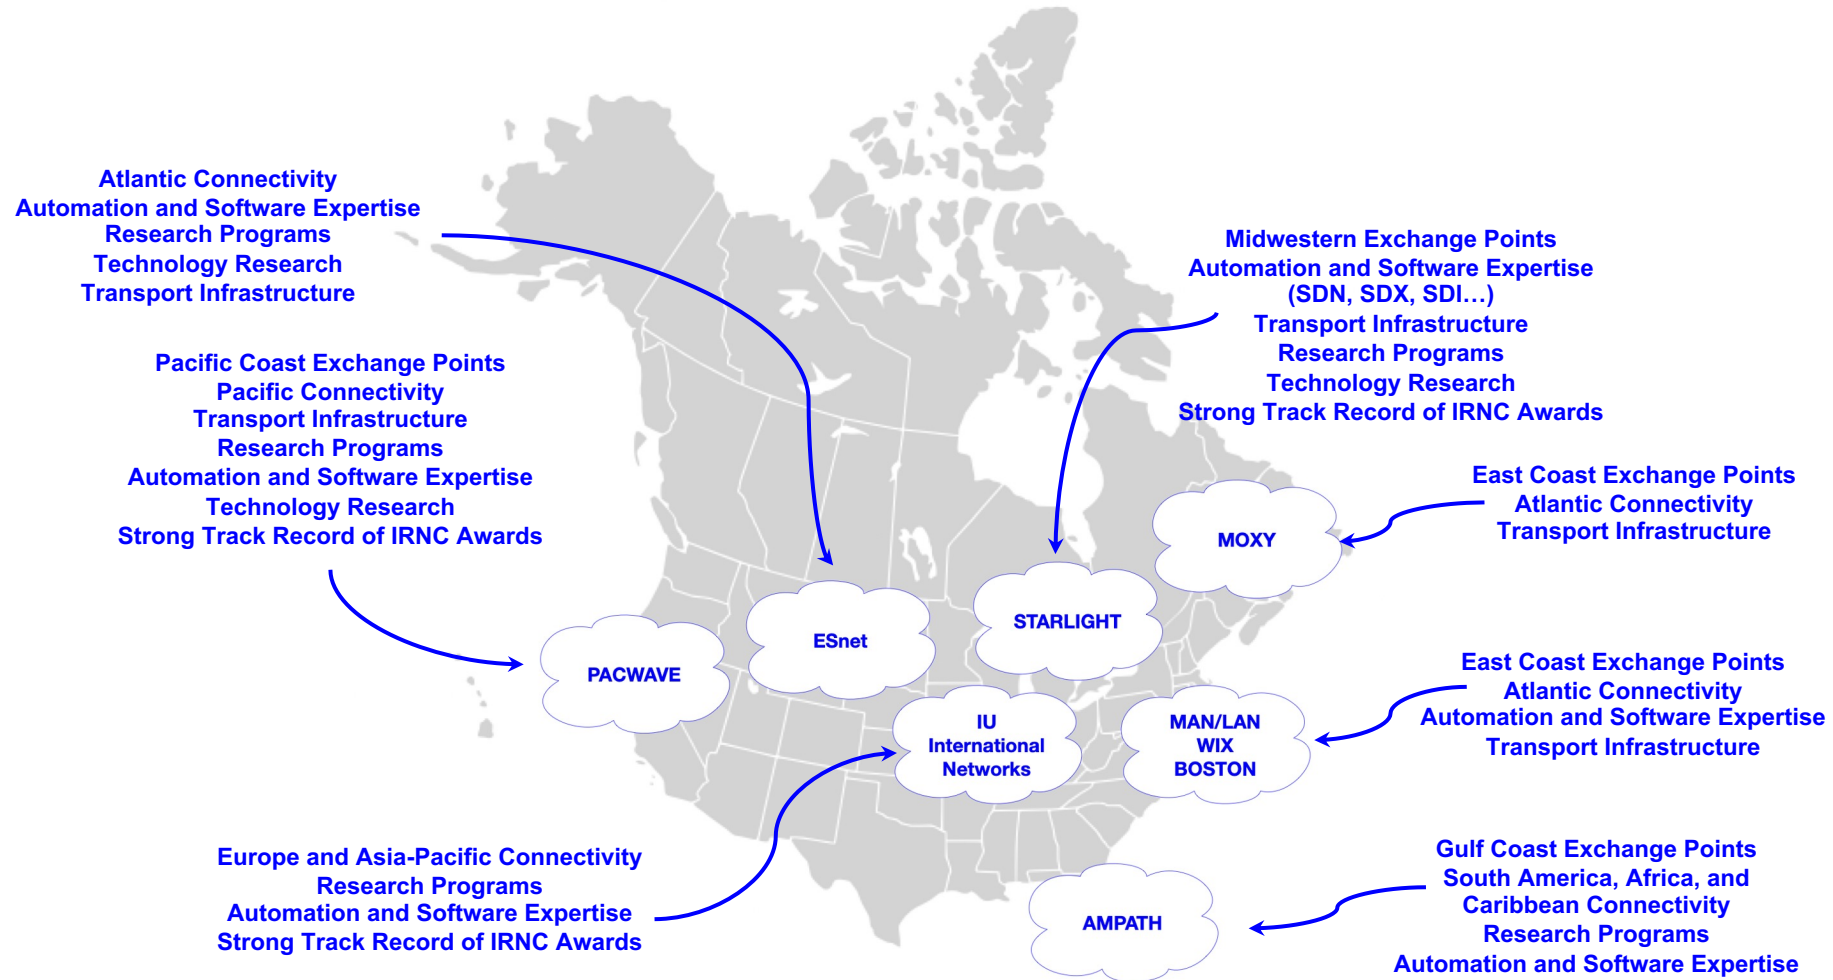 Atlantic Connectivity
Automation and Software Expertise
Research Programs
Technology Research
Transport Infrastructure
Pacific Coast Exchange Points
Pacific Connectivity
Transport Infrastructure
Research Programs
Automation and Software Expertise
Technology Research
Strong Track Record of IRNC Awards
Midwestern Exchange Points
Automation and Software Expertise
(SDN, SDX, SDI...)
Transport Infrastructure
Research Programs
Technology Research
Strong Track Record of IRNC Awards
East Coast Exchange Points
Atlantic Connectivity
Transport Infrastructure
MOXY
STARLIGHT
ESnet
PACWAVE
IU
International
Networks
MAN/LAN
WIX
BOSTON
East Coast Exchange Points
Atlantic Connectivity
Automation and Software Expertise
Transport Infrastructure
Europe and Asia-Pacific Connectivity
Research Programs
Automation and Software Expertise
Strong Track Record of IRNC Awards
AMPATH
Gulf Coast Exchange Points
South America, Africa, and
Caribbean Connectivity
Research Programs
Automation and Software Expertise